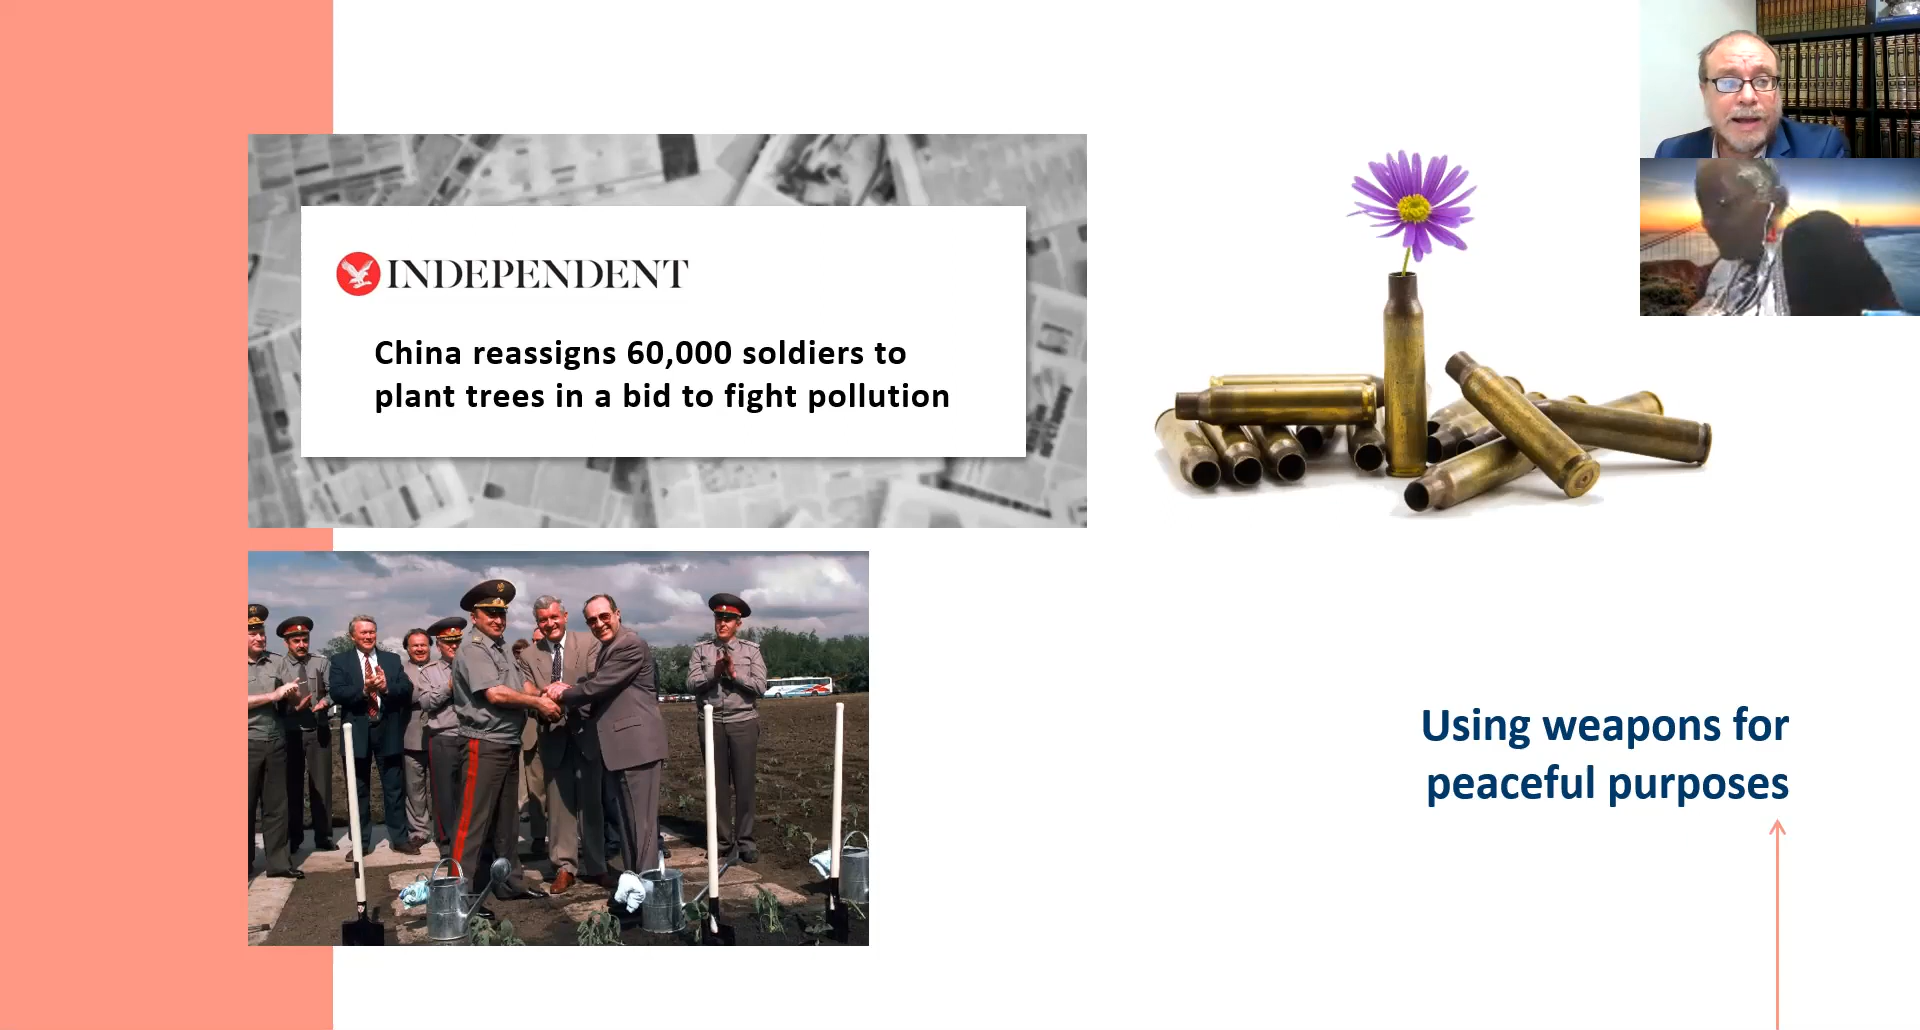 INDEPENDENT
China reassigns 60,000 soldiers to
plant trees in a bid to fight pollution
Using weapons for
peaceful purposes